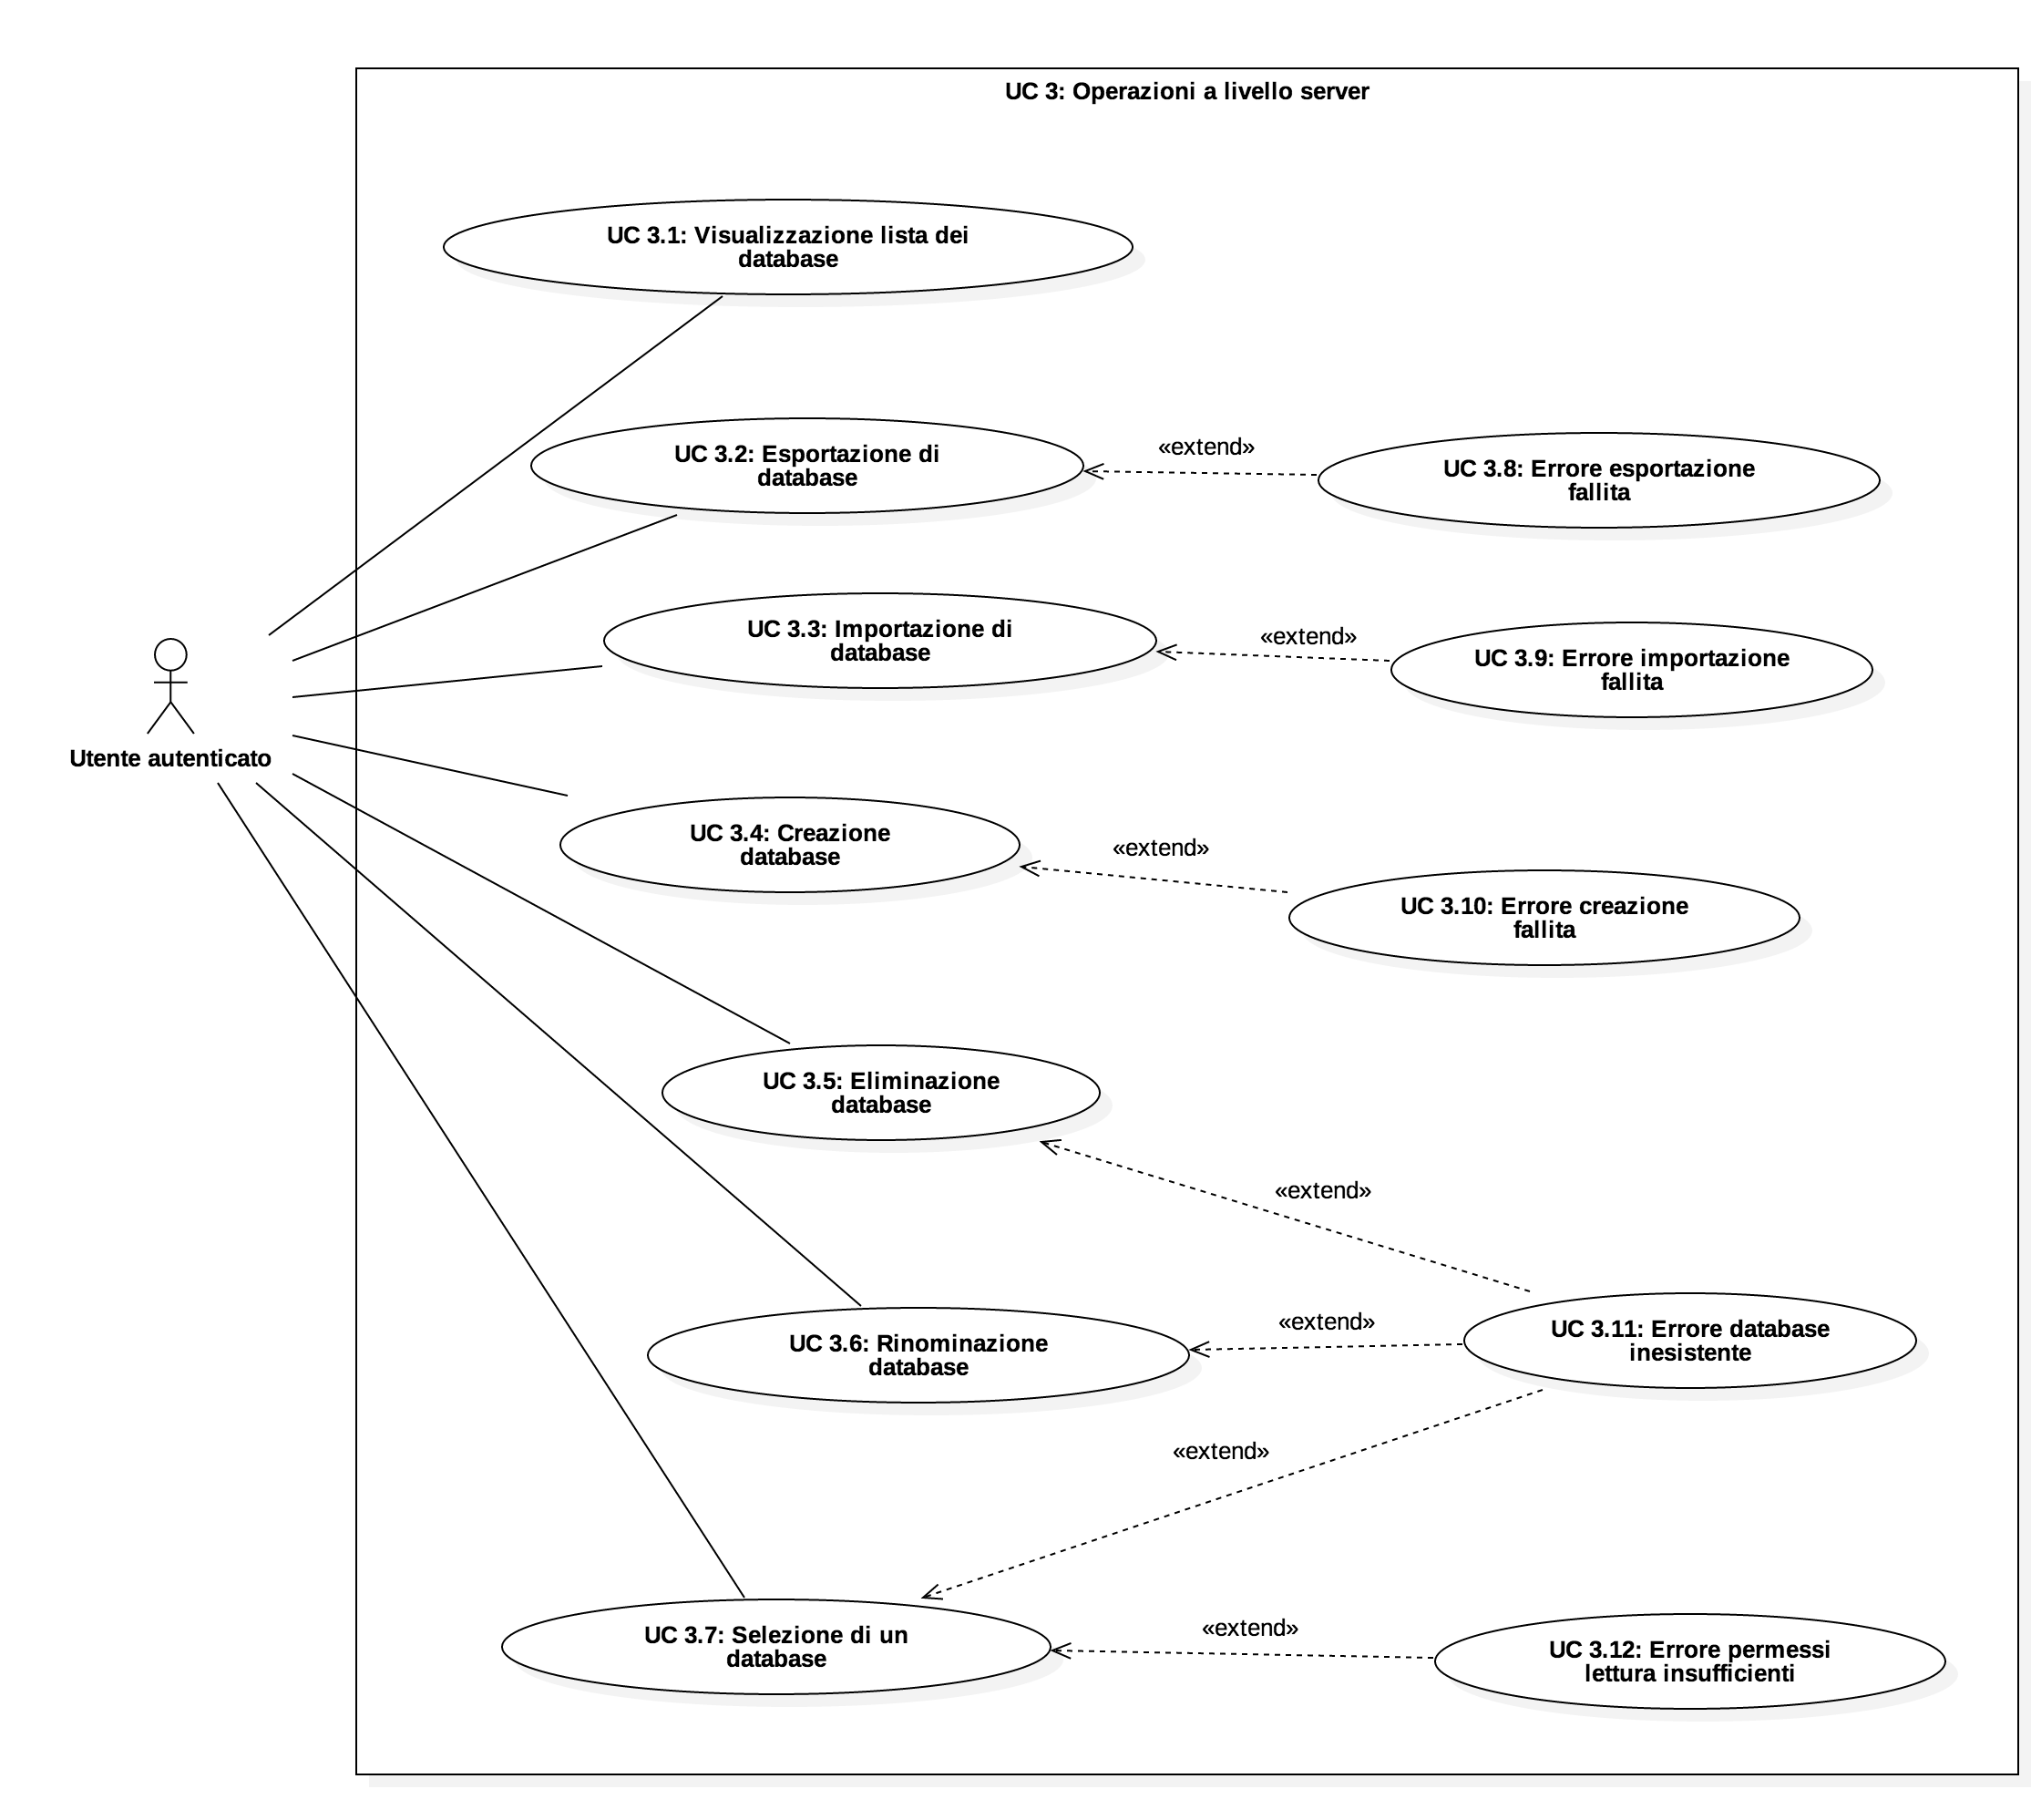 UC 3: Operazioni a livello server
UC 3.1: Visualizzazione lista dei
database
UC 3.2: Esportazione di
database
«extend»
UC 3.8: Errore esportazione
fallita
UC 3.3: Importazione di
database
«extend»
UC 3.9: Errore importazione
fallita
Utente autenticato
UC 3.4: Creazione
database
«extend»
UC 3.10: Errore creazione
fallita
UC 3.5: Eliminazione
database
«extend»
UC 3.6: Rinominazione
database
«extend»
UC 3.11: Errore database
inesistente
«extend»
UC 3.7: Selezione di un
database
«extend»
UC 3.12: Errore permessi
lettura insufficienti